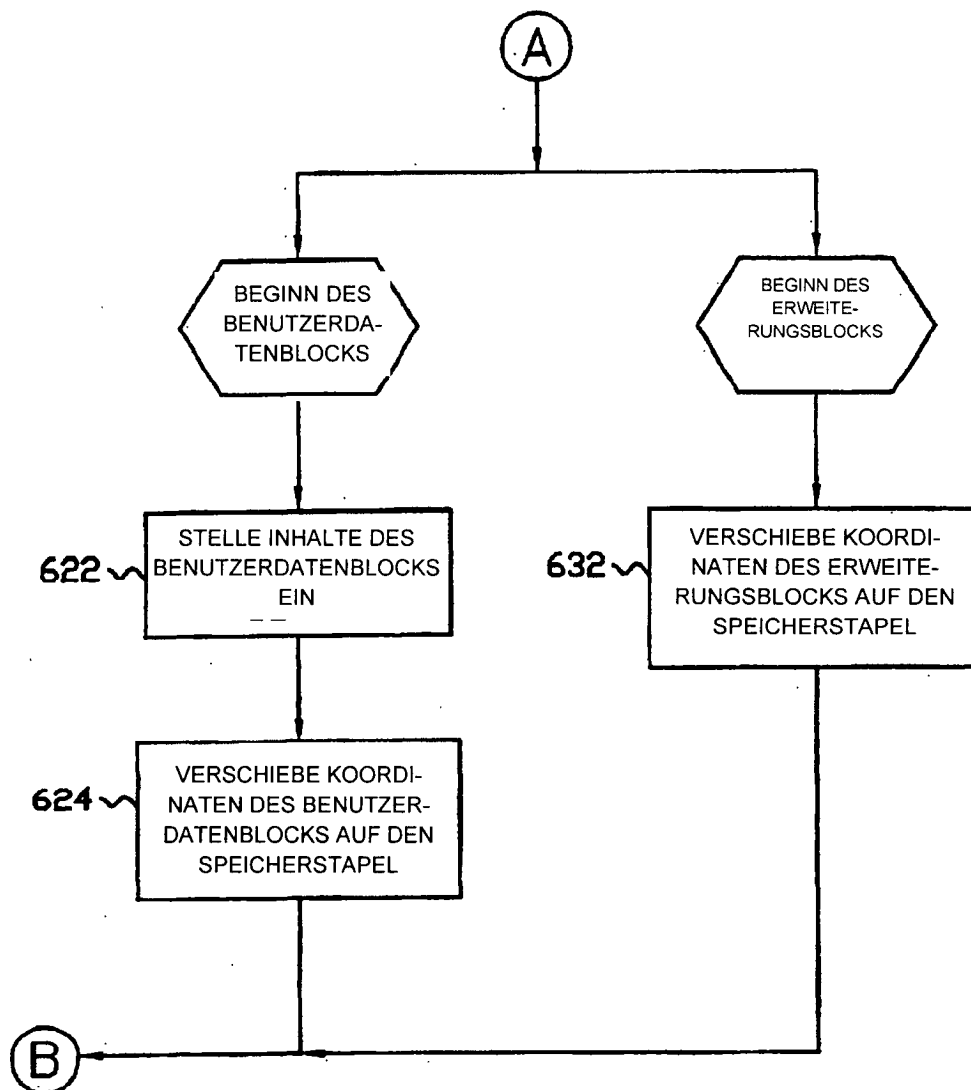 A
BEGINN DES
BENUTZERDA-
TENBLOCKS
BEGINN DES
ERWEITE-
RUNGSBLOCKS
622
STELLE INHALTE DES
BENUTZERDATENBLOCKS
EIN
632
VERSCHIEBE KOORDI-
NATEN DES ERWEITE-
RUNGSBLOCKS AUF DEN
SPEICHERSTAPEL
624
VERSCHIEBE KOORDI-
NATEN DES BENUTZER-
DATENBLOCKS AUF DEN
SPEICHERSTAPEL
B